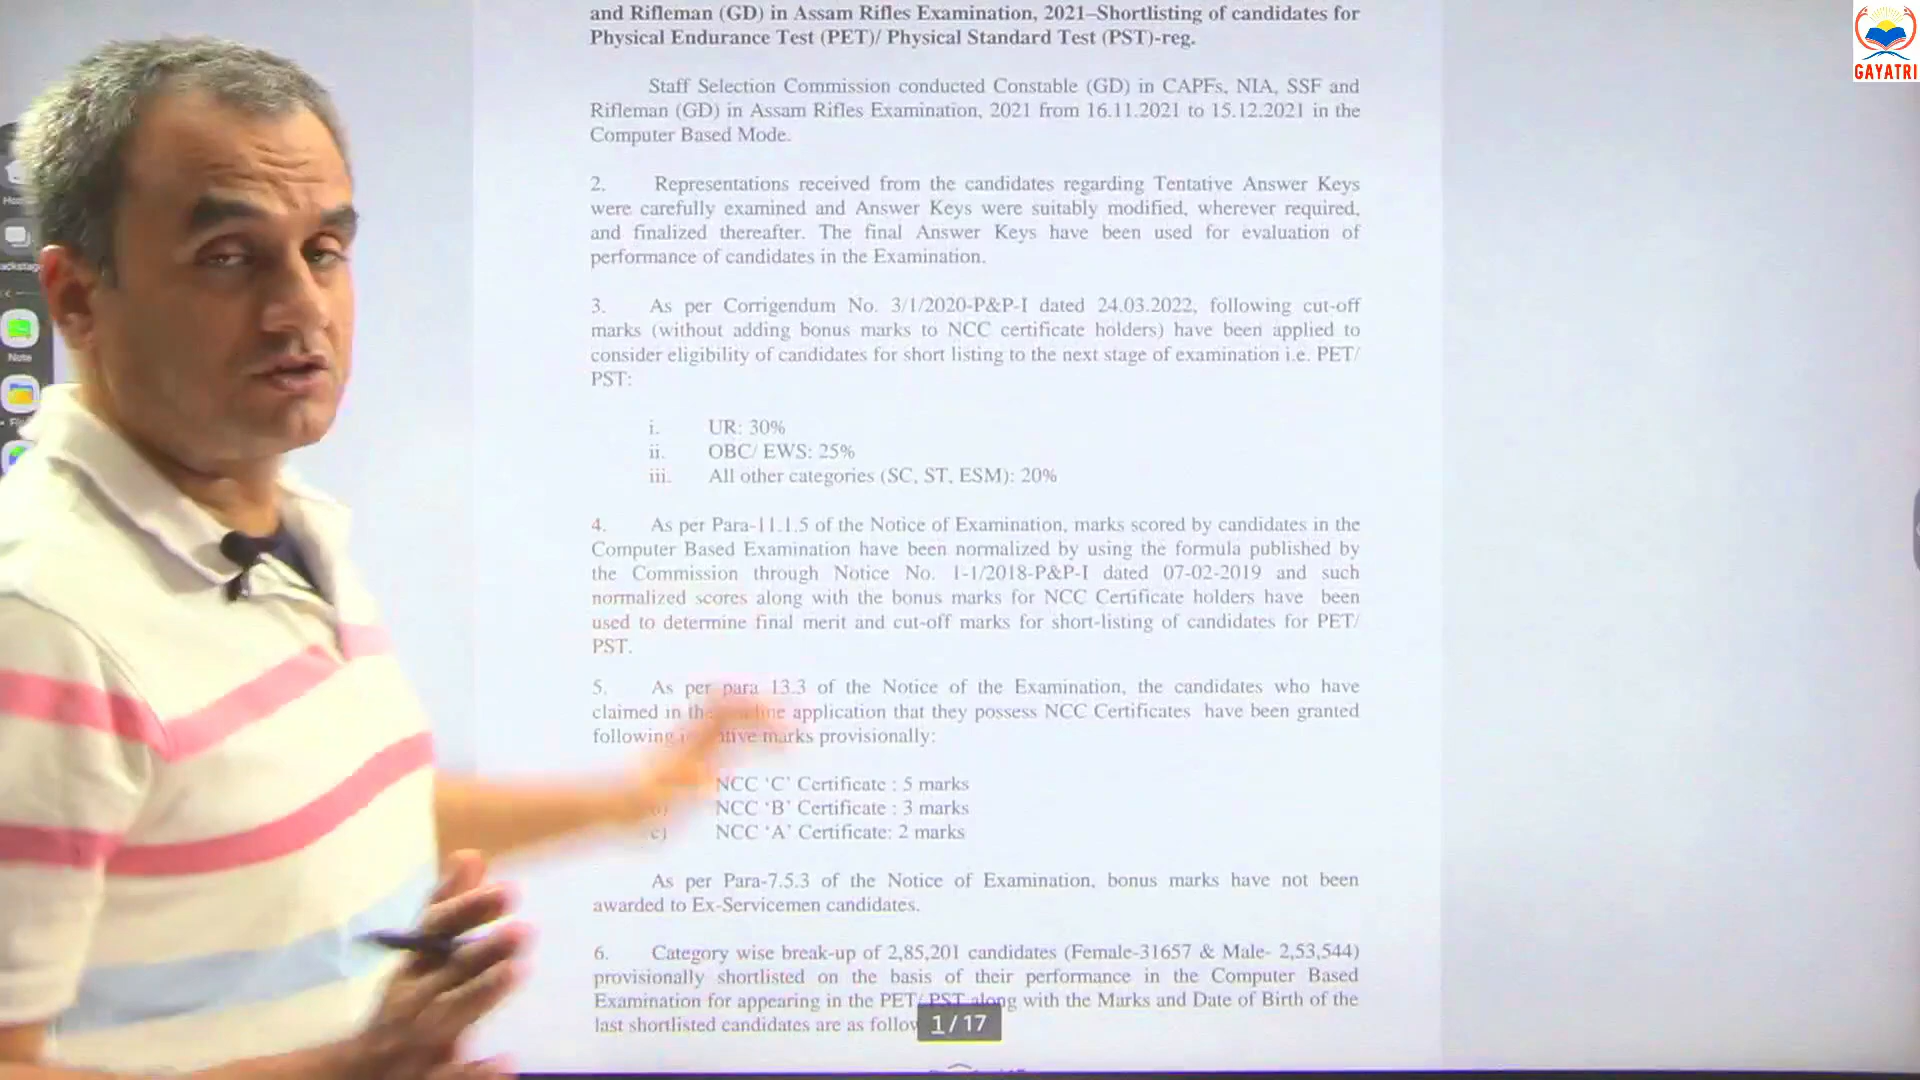 and Rifleman (GD) in Assam Rifles Examination, 2021–Shortlisting of candidates for
Physical Endurance Test (PET)/ Physical Standard Test (PST)-reg.
GAYATRI
Staff Selection Commission conducted Constable (GD) in CAPFs, NIA, SSF and
Rifleman (GD) in Assam Rifles Examination, 2021 from 16.11.2021 to 15.12.2021 in the
Computer Based Mode.
2. Representations received from the candidates regarding Tentative Answer Keys
were carefully examined and Answer Keys were suitably modified, wherever required,
and finalized thereafter. The final Answer Keys have been used for evaluation of
performance of candidates in the Examination.
3. As per Corrigendum No. 3/1/2020-P&P-I dated 24.03.2022, following cut-off
marks (without adding bonus marks to NCC certificate holders) have been applied to
consider eligibility of candidates for short listing to the next stage of examination i.e. PET/
PST:
Note
i. UR: 30%
ii. OBC/ EWS: 25%
iii. All other categories (SC, ST, ESM): 20%
4. As per Para-11.1.5 of the Notice of Examination, marks scored by candidates in the
Computer Based Examination have been normalized by using the formula published by
the Commission through Notice No. 1-1/2018-P&P-I dated 07-02-2019 and such
normalized scores along with the bonus marks for NCC Certificate holders have been
used to determine final merit and cut-off marks for short-listing of candidates for PET/
PST.
5. As per para 13.3 of the Notice of the Examination, the candidates who have
claimed in the application that they possess NCC Certificates have been granted
following marks provisionally:
NCC ‘C’ Certificate : 5 marks
NCC ‘B’ Certificate : 3 marks
c) NCC ‘A’ Certificate: 2 marks
As per Para-7.5.3 of the Notice of Examination, bonus marks have not been
awarded to Ex-Servicemen candidates.
6. Category wise break-up of 2,85,201 candidates (Female-31657 & Male- 2,53,544)
provisionally shortlisted on the basis of their performance in the Computer Based
Examination for appearing in the PET/ PST along with the Marks and Date of Birth of the
last shortlisted candidates are as
1 / 17